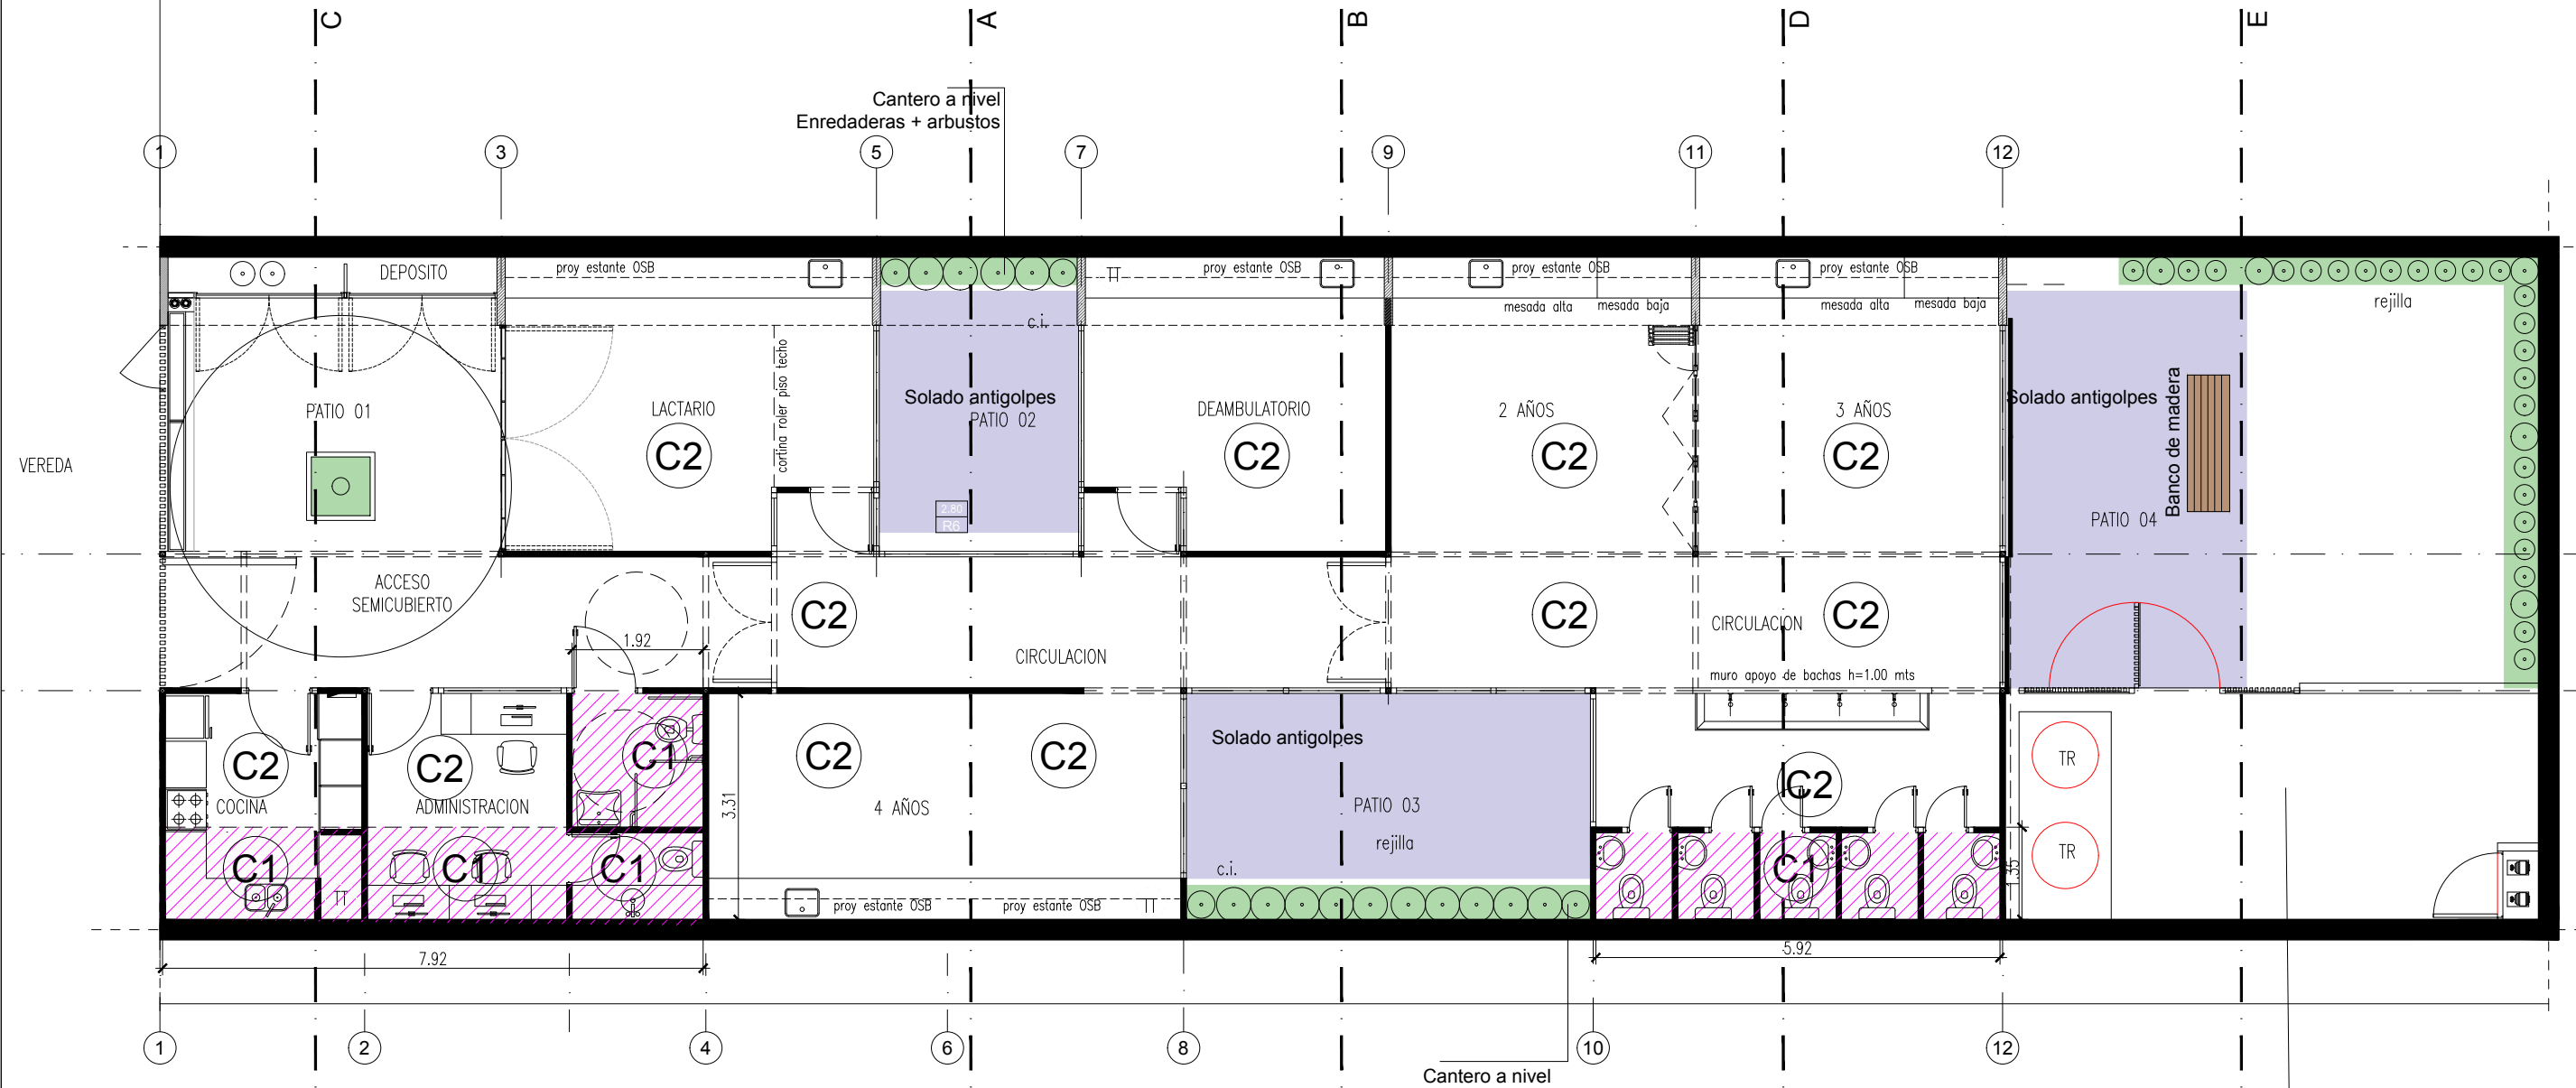 C
A
B
D
E
Cantero a nivel
Enredaderas + arbustos
1
3
5
7
9
11
12
DEPOSITO
proy estante OSB
TT
proy estante OSB
proy estante OSB
proy estante OSB
mesada alta
mesada baja
mesada alta
mesada baja
rejilla
c.i.
cortina roler piso techo
PATIO 01
LACTARIO
C2
Solado antigolpes
PATIO 02
2.80
R6
DEAMBULATORIO
C2
2 AÑOS
C2
3 AÑOS
C2
Solado antigolpes
Banco de madera
PATIO 04
VEREDA
ACCESO
SEMICUBIERTO
1.92
C2
CIRCULACION
C2
CIRCULACION
C2
muro apoyo de bachas h=1.00 mts
C2
COCINA
C1
TT
C2
ADMINISTRACION
C1
C1
C1
3.31
C2
C2
4 AÑOS
proy estante OSB
proy estante OSB
TT
Solado antigolpes
PATIO 03
rejilla
c.i.
C2
C1
1.35
TR
TR
7.92
5.92
1
2
4
6
8
10
12
Cantero a nivel